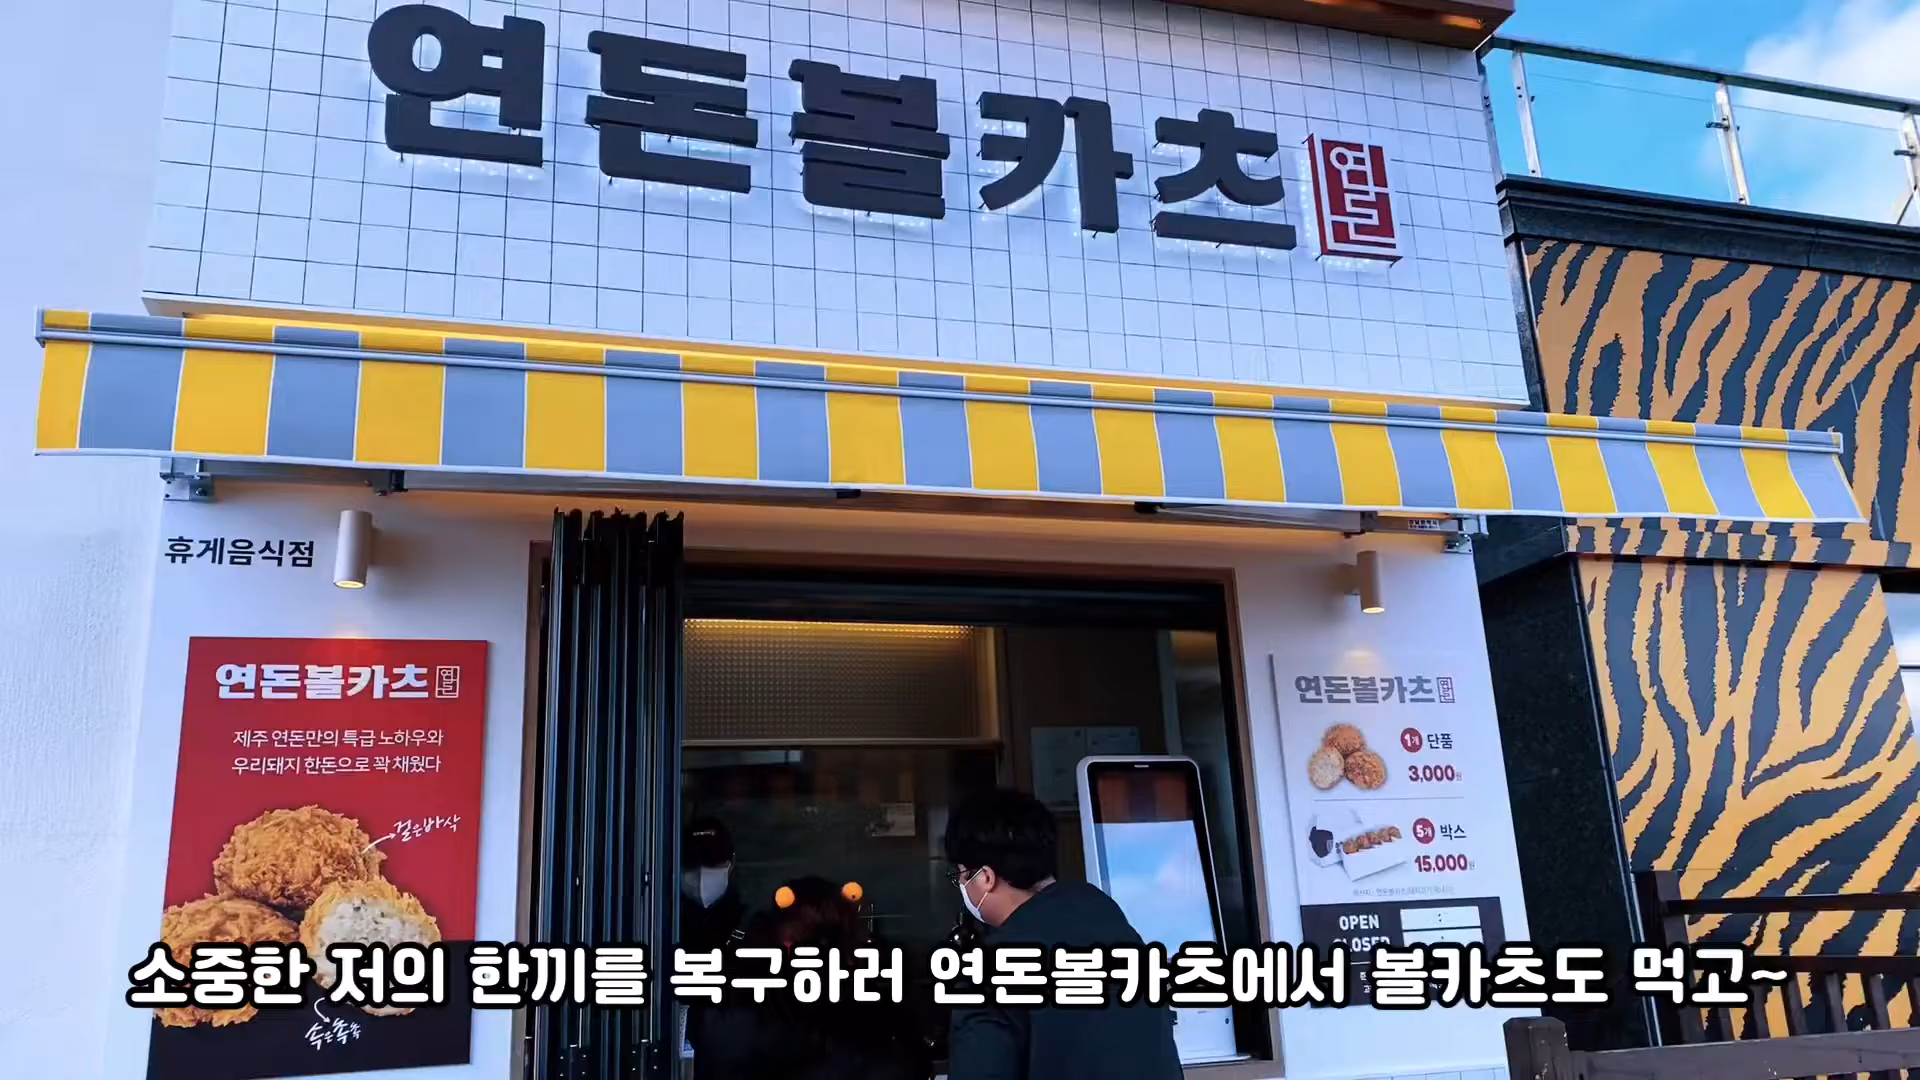 연돈볼카츠 연돈
휴게음식점
연돈볼카츠 연돈
제주 연돈만의 특급 노하우와
우리돼지 한돈으로 꽉 채웠다
겉은바삭
속은촉촉
연돈볼카츠 연돈
1개 단품
3,000원
5개 박스
15,000원
OPEN
CLOSED
소중한 저의 한끼를 복구하러 연돈볼카츠에서 볼카츠도 먹고~